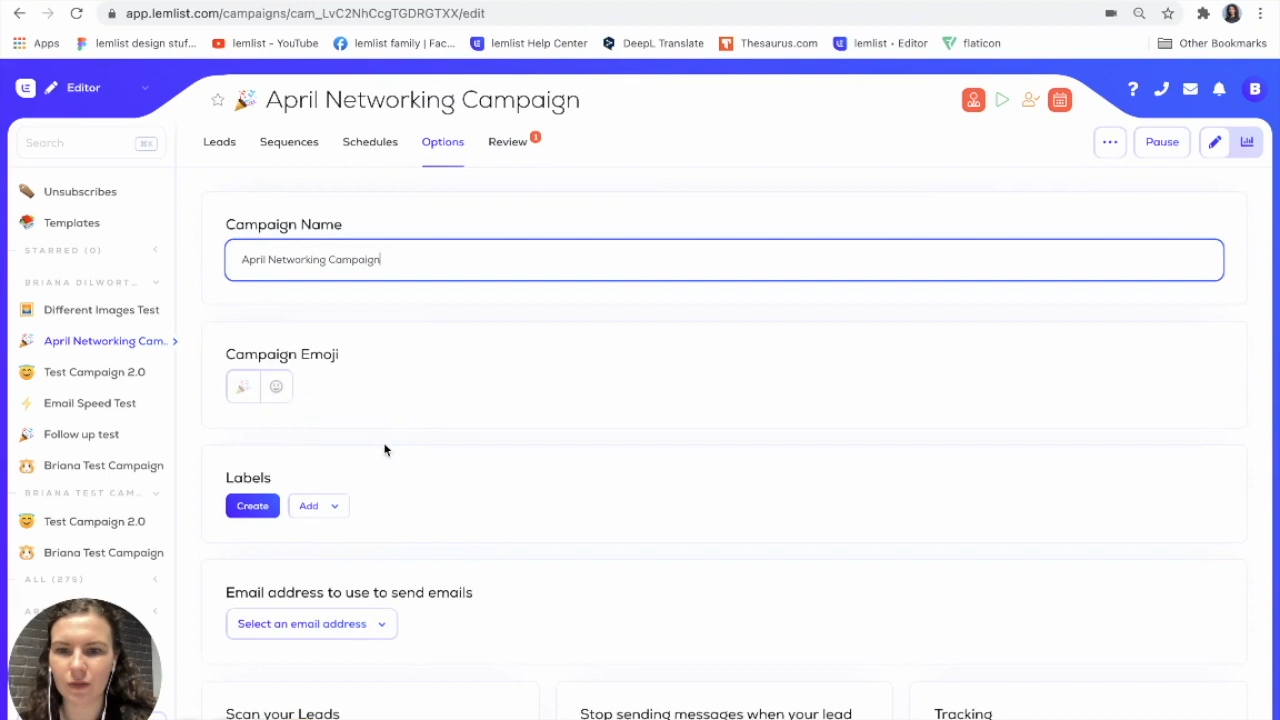 app.lemlist.com/campaigns/cam_LvC2NhCcgTGDRGTXX/edit
Apps
lemlist design stuf...
lemlist - YouTube
lemlist family | Fac...
lemlist Help Center
DeepL Translate
Thesaurus.com
lemlist • Editor
flaticon
Other Bookmarks
Editor
April Networking Campaign
?
B
Search
⌘K
Leads
Sequences
Schedules
Options
Review
1
Pause
Unsubscribes
Templates
STARRED (0)
BRIANA DILWORT...
Different Images Test
April Networking Cam..
Test Campaign 2.0
Email Speed Test
Follow up test
Briana Test Campaign
BRIANA TEST CAM...
Test Campaign 2.0
Briana Test Campaign
ALL (275)
Campaign Name
April Networking Campaign
Campaign Emoji
Labels
Create
Add
Email address to use to send emails
Select an email address
Scan your Leads
Stop sending messages when your lead
Tracking